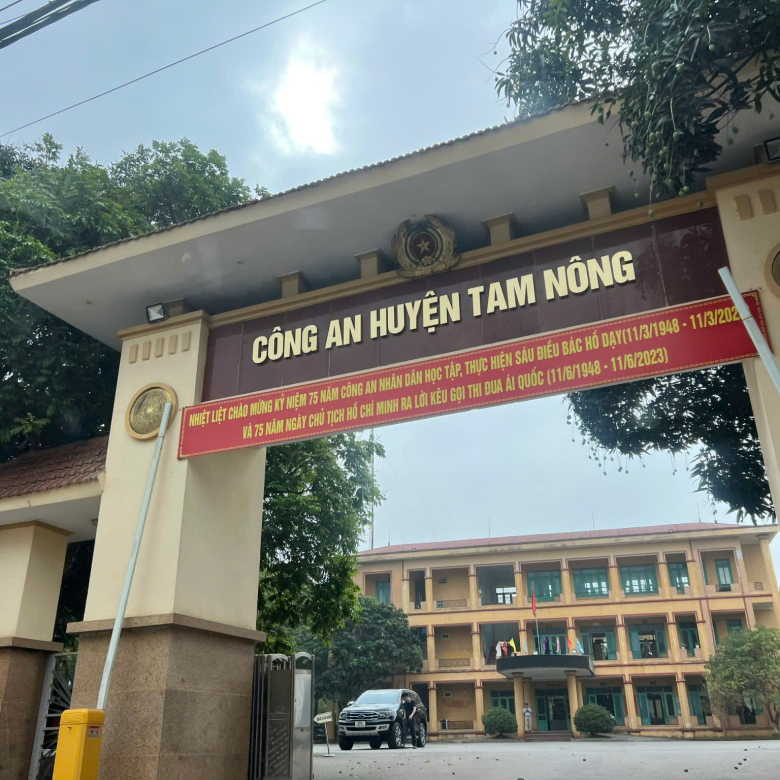 CÔNG AN HUYỆN TAM NÔNG
NHIỆT LIỆT CHÀO MỪNG KỶ NIỆM 75 NĂM CÔNG AN NHÂN DÂN HỌC TẬP, THỰC HIỆN SÁU ĐIỀU BÁC HỒ DẠY(11/3/1948 - 11/3/202
VÀ 75 NĂM NGÀY CHỦ TỊCH HỒ CHÍ MINH RA LỜI KÊU GỌI THI ĐUA ÁI QUỐC (11/6/1948 - 11/6/2023)